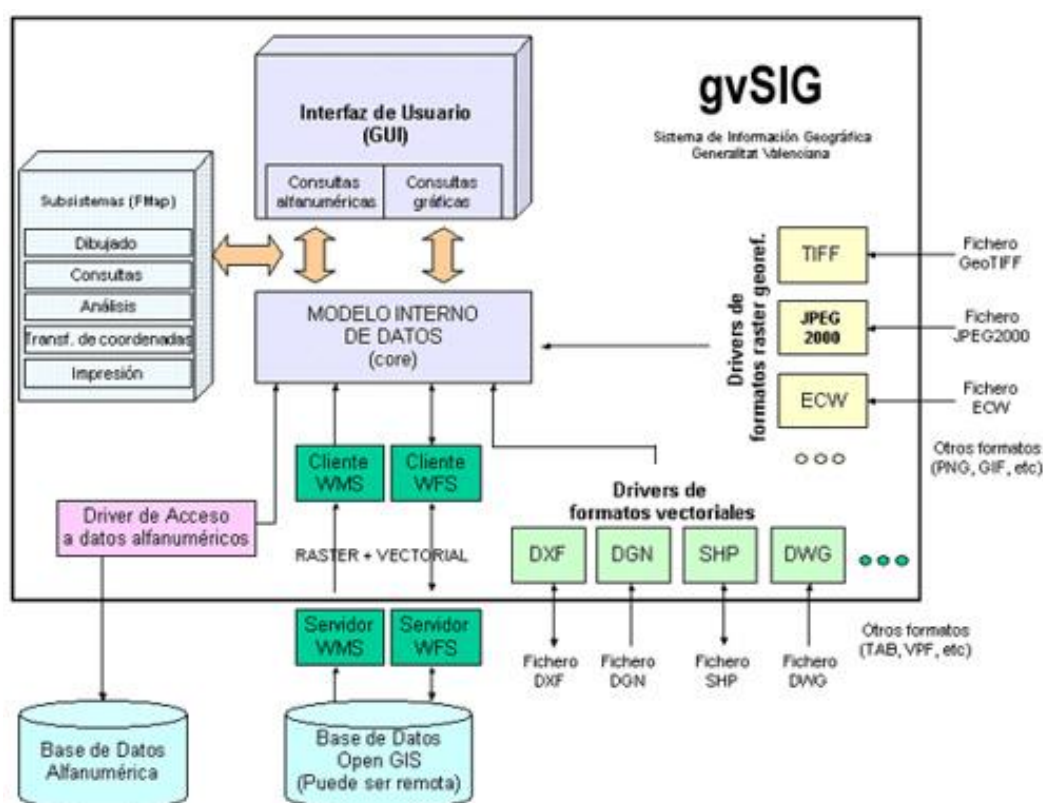 gvSIG
Sistema de Información Geográfica
Generalitat Valenciana
Interfaz de Usuario
(GUI)
Consultas
alfanuméricas
Consultas
gráficas
Subsistemas (FMap)
Dibujado
Consultas
Análisis
Transf. de coordenadas
Impresión
MODELO INTERNO
DE DATOS
(core)
Drivers de
formatos raster georef.
TIFF
JPEG
2000
ECW
Fichero
GeoTIFF
Fichero
JPEG2000
Fichero
ECW
Otros formatos
(PNG, GIF, etc)
Cliente
WMS
Cliente
WFS
Drivers de
formatos vectoriales
Driver de Acceso
a datos alfanuméricos
RASTER + VECTORIAL
DXF
DGN
SHP
DWG
Servidor
WMS
Servidor
WFS
Fichero
DXF
Fichero
DGN
Fichero
SHP
Fichero
DWG
Otros formatos
(TAB, VPF, etc)
Base de Datos
Alfanumérica
Base de Datos
Open GIS
(Puede ser remota)